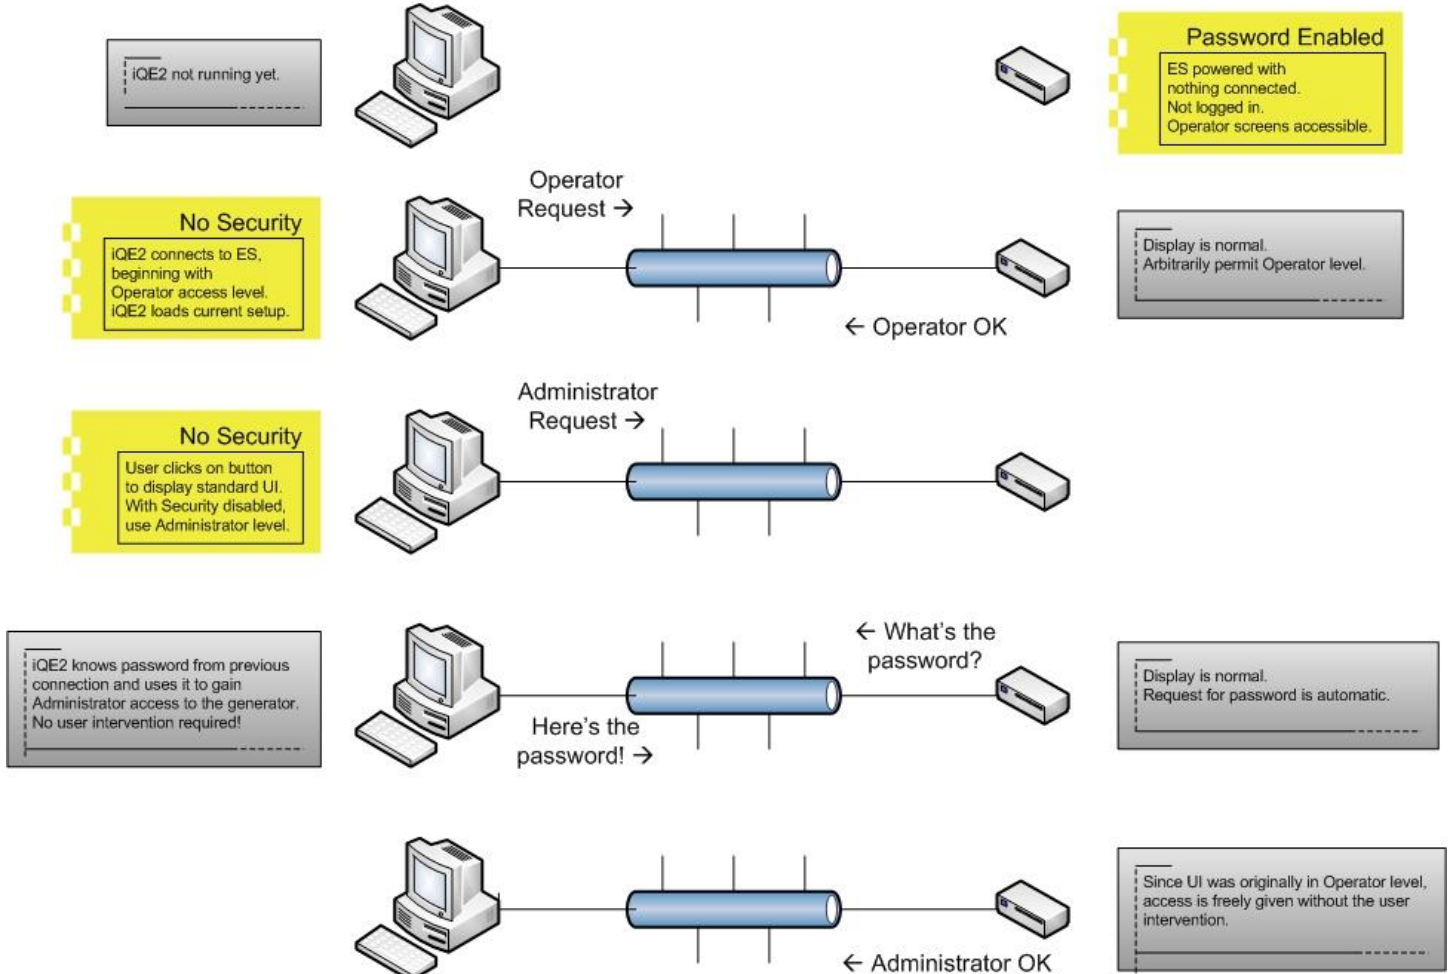 iQE2 not running yet.
Password Enabled
ES powered with
nothing connected.
Not logged in.
Operator screens accessible.
No Security
iQE2 connects to ES,
beginning with
Operator access level.
iQE2 loads current setup.
Operator
Request →
← Operator OK
Display is normal.
Arbitrarily permit Operator level.
No Security
User clicks on button
to display standard UI.
With Security disabled,
use Administrator level.
Administrator
Request →
iQE2 knows password from previous
connection and uses it to gain
Administrator access to the generator.
No user intervention required!
← What's the
password?
Here's the
password! →
Display is normal.
Request for password is automatic.
← Administrator OK
Since UI was originally in Operator level,
access is freely given without the user
intervention.